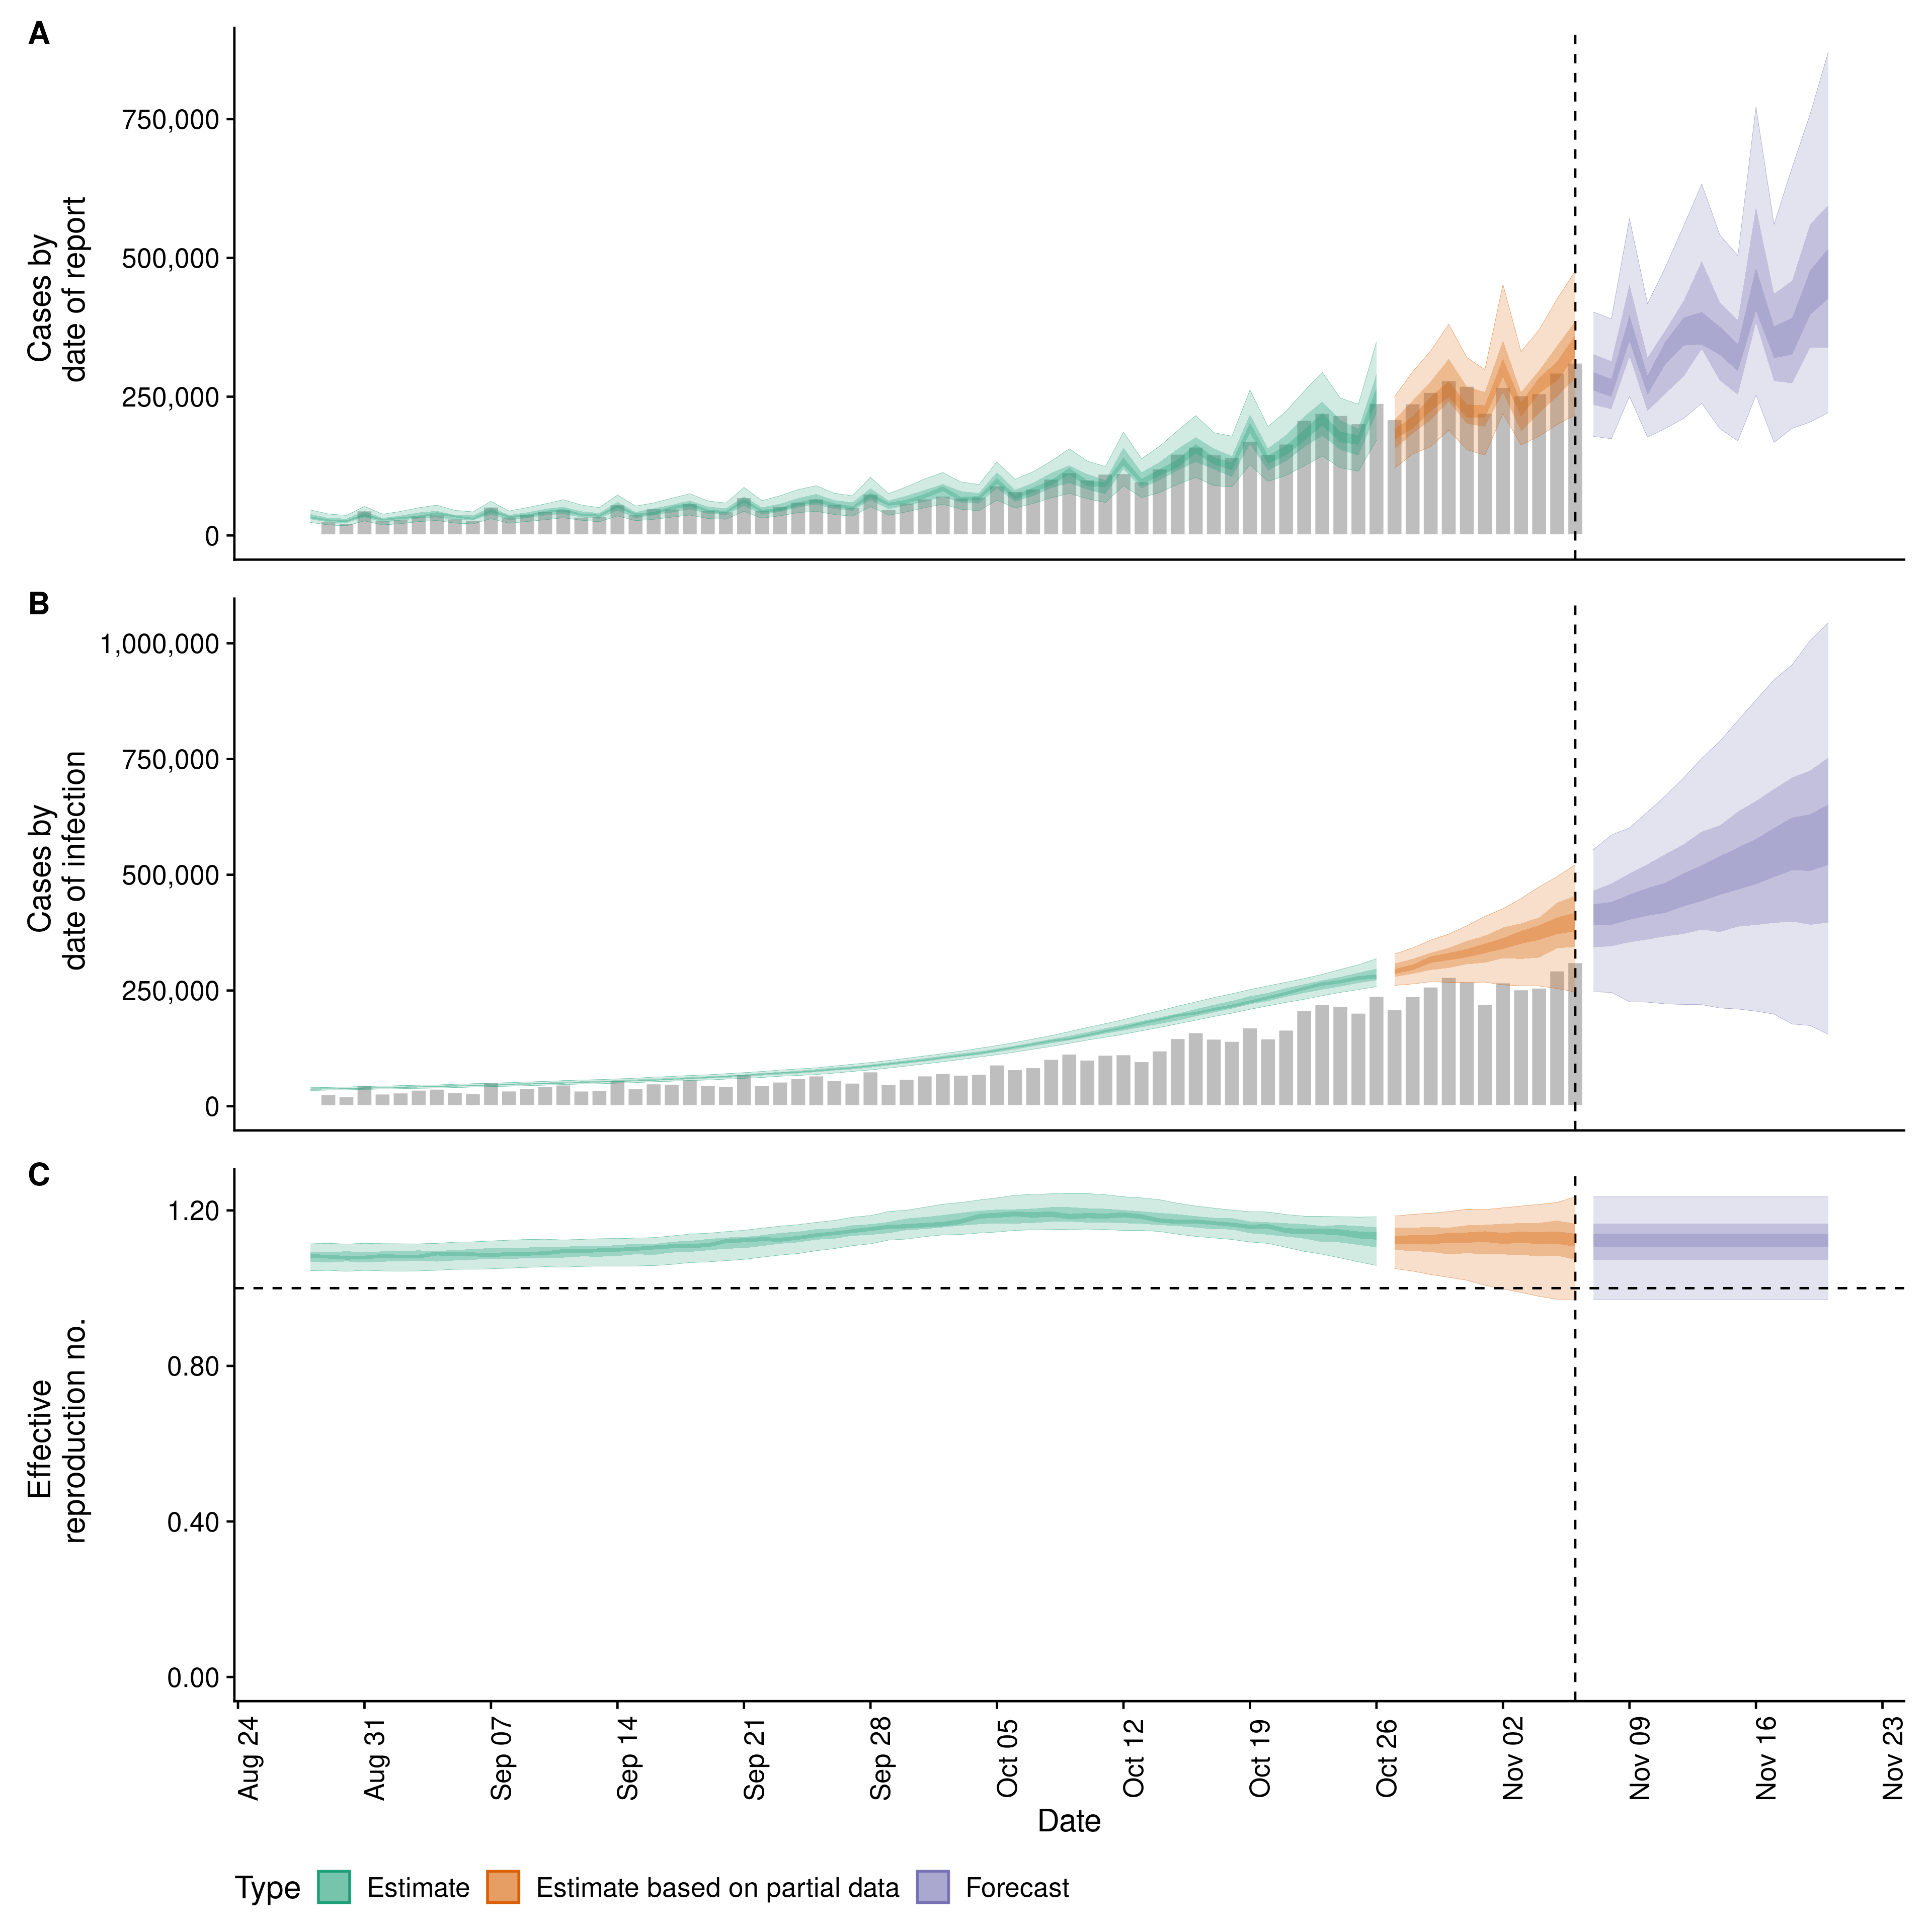 A
750,000
500,000
250,000
0
Cases by
date of report
B
1,000,000
750,000
500,000
250,000
0
Cases by
date of infection
C
1.20
0.80
0.40
0.00
Effective
reproduction no.
Aug 24
Aug 31
Sep 07
Sep 14
Sep 21
Sep 28
Oct 05
Oct 12
Oct 19
Oct 26
Nov 02
Nov 09
Nov 16
Nov 23
Date
Type Estimate Estimate based on partial data Forecast